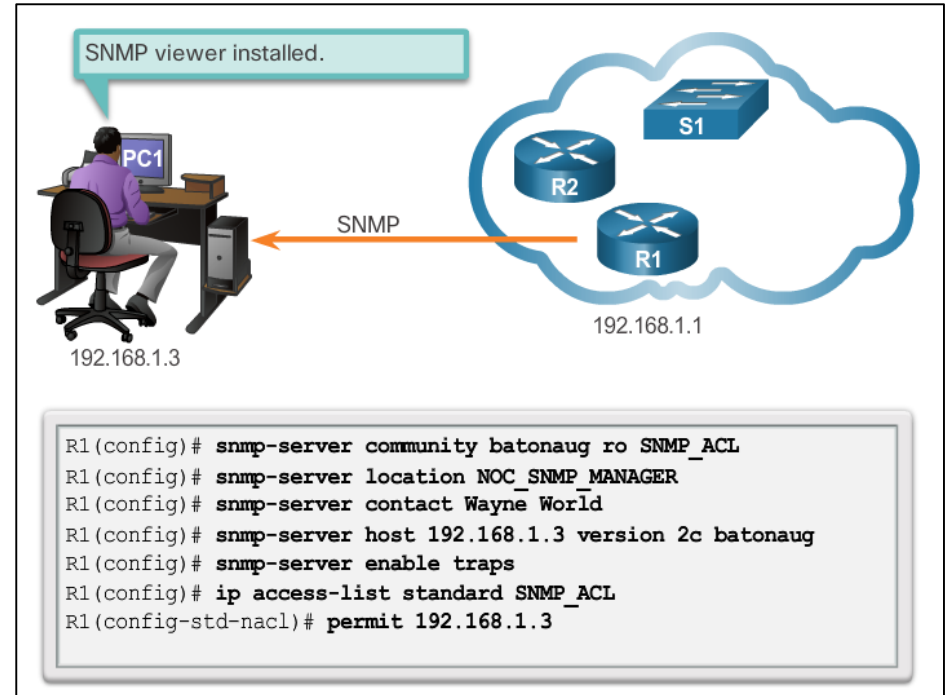 SNMP viewer installed.
PC1
S1
R2
SNMP
R1
192.168.1.1
192.168.1.3
R1(config)# snmp-server community batonaug ro SNMP_ACL
R1(config)# snmp-server location NOC_SNMP_MANAGER
R1(config)# snmp-server contact Wayne World
R1(config)# snmp-server host 192.168.1.3 version 2c batonaug
R1(config)# snmp-server enable traps
R1(config)# ip access-list standard SNMP_ACL
R1(config-std-nacl)# permit 192.168.1.3